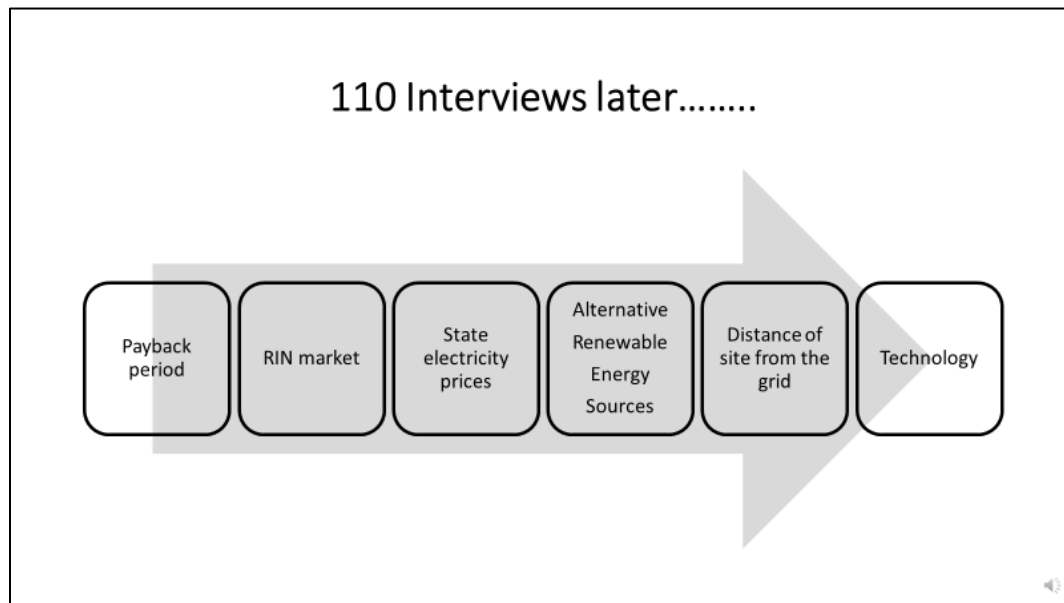 110 Interviews later........
Payback
period
RIN market
State
electricity
prices
Alternative
Renewable
Energy
Sources
Distance of
site from the
grid
Technology